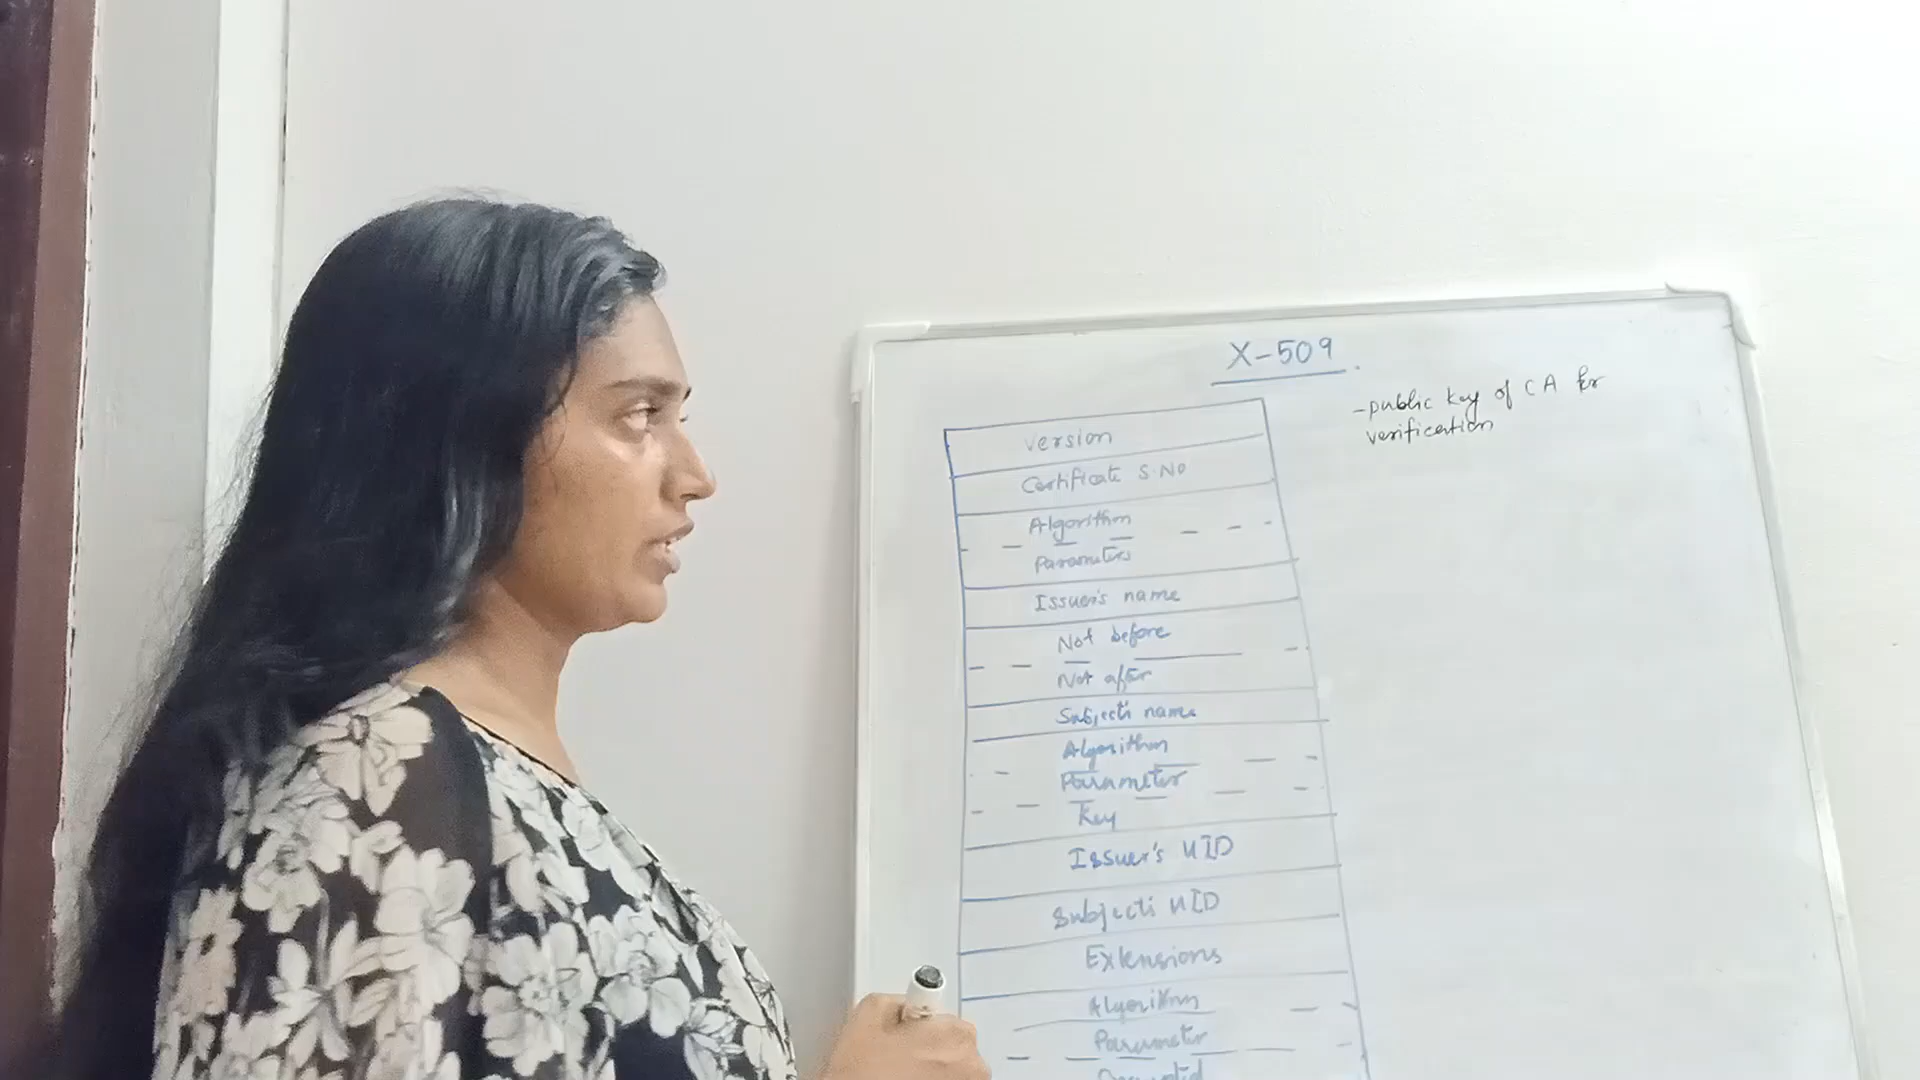 X-509
-public key of CA for
verification
Version
Certificate S.No
Algorithm
Parameters
Issuer's name
Not before
Not after
Subject's name
Algorithm
Parameter
Key
Issuer's UID
Subject's UID
Extensions
Algorithm
Parameter